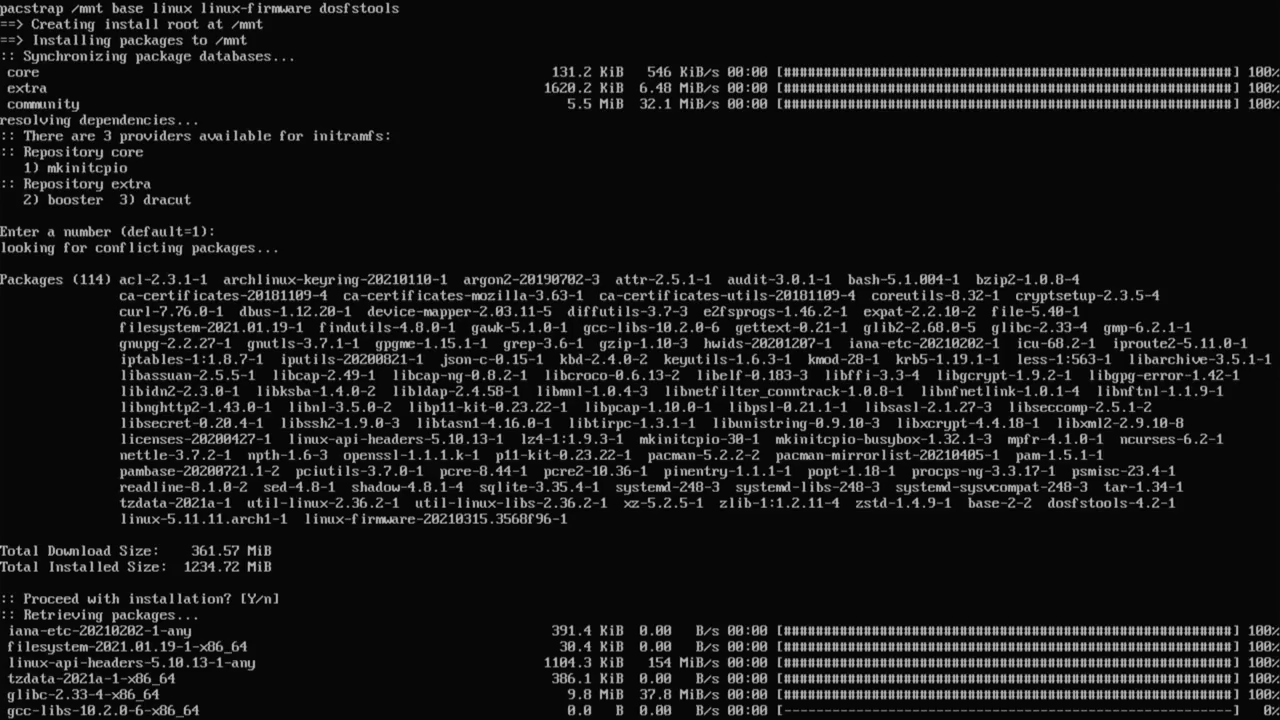 pacstrap /mnt base linux linux-firmware dosfstools
==> Creating install root at /mnt
==> Installing packages to /mnt
:: Synchronizing package databases...
core 131.2 KiB 546 KiB/s 00:00 [##########################################################] 100%
extra 1620.2 KiB 6.48 MiB/s 00:00 [##########################################################] 100%
community 5.5 MiB 32.1 MiB/s 00:00 [##########################################################] 100%
resolving dependencies...
:: There are 3 providers available for initramfs:
:: Repository core
1) mkinitcpio
:: Repository extra
2) booster 3) dracut
Enter a number (default=1):
looking for conflicting packages...
Packages (114) acl-2.3.1-1 archlinux-keyring-20210110-1 argon2-20190702-3 attr-2.5.1-1 audit-3.0.1-1 bash-5.1.004-1 bzip2-1.0.8-4
ca-certificates-20181109-4 ca-certificates-mozilla-3.63-1 ca-certificates-utils-20181109-4 coreutils-8.32-1 cryptsetup-2.3.5-4
curl-7.76.0-1 dbus-1.12.20-1 device-mapper-2.03.11-5 diffutils-3.7-3 e2fsprogs-1.46.2-1 expat-2.2.10-2 file-5.40-1
filesystem-2021.01.19-1 findutils-4.8.0-1 gawk-5.1.0-1 gcc-libs-10.2.0-6 gettext-0.21-1 glib2-2.68.0-5 glibc-2.33-4 gmp-6.2.1-1
gnupg-2.2.27-1 gnutls-3.7.1-1 gpgme-1.15.1-1 grep-3.6-1 gzip-1.10-3 hwids-20201207-1 iana-etc-20210202-1 icu-68.2-1 iproute2-5.11.0-1
iptables-1:1.8.7-1 iputils-20200821-1 json-c-0.15-1 kbd-2.4.0-2 keyutils-1.6.3-1 kmod-28-1 krb5-1.19.1-1 less-1:563-1 libarchive-3.5.1-1
libassuan-2.5.5-1 libcap-2.49-1 libcap-ng-0.8.2-1 libcroco-0.6.13-2 libelf-0.183-3 libffi-3.3-4 libgcrypt-1.9.2-1 libgpg-error-1.42-1
libidn2-2.3.0-1 libksba-1.4.0-2 libldap-2.4.58-1 libmnl-1.0.4-3 libnetfilter_conntrack-1.0.8-1 libnfnetlink-1.0.1-4 libnftnl-1.1.9-1
libnghttp2-1.43.0-1 libnl-3.5.0-2 libp11-kit-0.23.22-1 libpcap-1.10.0-1 libpsl-0.21.1-1 libsasl-2.1.27-3 libseccomp-2.5.1-2
libsecret-0.20.4-1 libssh2-1.9.0-3 libtasn1-4.16.0-1 libtirpc-1.3.1-1 libunistring-0.9.10-3 libxcrypt-4.4.18-1 libxml2-2.9.10-8
licenses-20200427-1 linux-api-headers-5.10.13-1 lz4-1:1.9.3-1 mkinitcpio-30-1 mkinitcpio-busybox-1.32.1-3 mpfr-4.1.0-1 ncurses-6.2-1
nettle-3.7.2-1 npth-1.6-3 openssl-1.1.1.k-1 p11-kit-0.23.22-1 pacman-5.2.2-2 pacman-mirrorlist-20210405-1 pam-1.5.1-1
pambase-20200721.1-2 pciutils-3.7.0-1 pcre-8.44-1 pcre2-10.36-1 pinentry-1.1.1-1 popt-1.18-1 procps-ng-3.3.17-1 psmisc-23.4-1
readline-8.1.0-2 sed-4.8-1 shadow-4.8.1-4 sqlite-3.35.4-1 systemd-248-3 systemd-libs-248-3 systemd-sysvcompat-248-3 tar-1.34-1
tzdata-2021a-1 util-linux-2.36.2-1 util-linux-libs-2.36.2-1 xz-5.2.5-1 zlib-1:1.2.11-4 zstd-1.4.9-1 base-2-2 dosfstools-4.2-1
linux-5.11.11.arch1-1 linux-firmware-20210315.3568f96-1
Total Download Size: 361.57 MiB
Total Installed Size: 1234.72 MiB
:: Proceed with installation? [Y/n]
:: Retrieving packages...
iana-etc-20210202-1-any 391.4 KiB 0.00 B/s 00:00 [##########################################################] 100%
filesystem-2021.01.19-1-x86_64 30.4 KiB 0.00 B/s 00:00 [##########################################################] 100%
linux-api-headers-5.10.13-1-any 1104.3 KiB 154 MiB/s 00:00 [##########################################################] 100%
tzdata-2021a-1-x86_64 386.1 KiB 0.00 B/s 00:00 [##########################################################] 100%
glibc-2.33-4-x86_64 9.8 MiB 37.8 MiB/s 00:00 [##########################################################] 100%
gcc-libs-10.2.0-6-x86_64 0.0 B 0.00 B/s 00:00 [----------------------------------------------------------] 0%